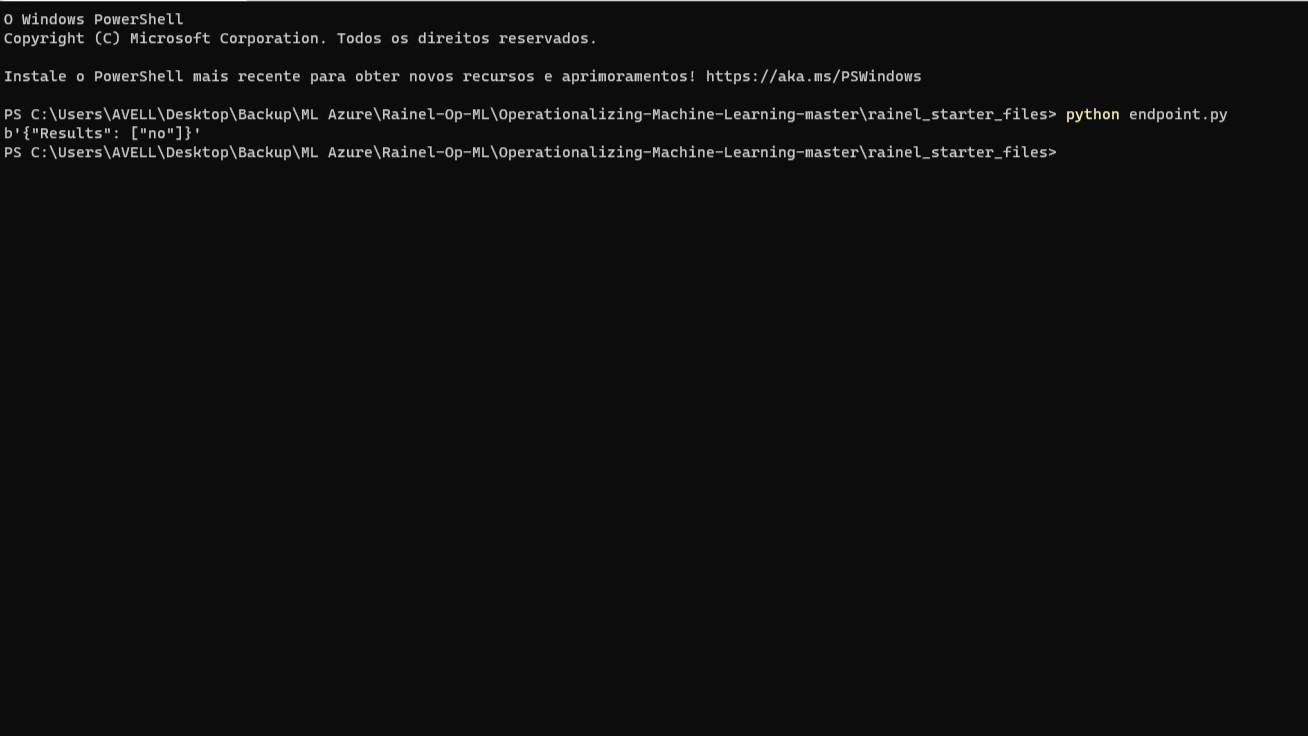 O Windows PowerShell
Copyright (C) Microsoft Corporation. Todos os direitos reservados.
Instale o PowerShell mais recente para obter novos recursos e aprimoramentos! https://aka.ms/PSWindows
PS C:\Users\AVELL\Desktop\Backup\ML Azure\Rainel-Op-ML\Operationalizing-Machine-Learning-master\rainel_starter_files> python endpoint.py
b'{"Results": ["no"]}'
PS C:\Users\AVELL\Desktop\Backup\ML Azure\Rainel-Op-ML\Operationalizing-Machine-Learning-master\rainel_starter_files>